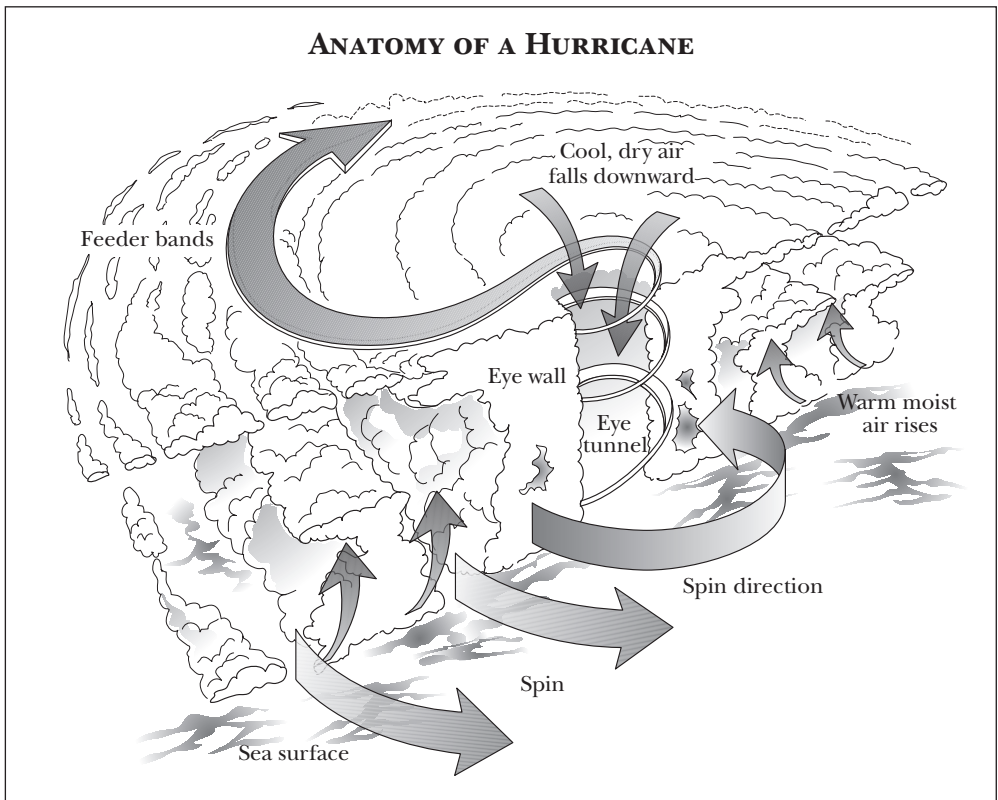 ANATOMY OF A HURRICANE
Cool, dry air
falls downward
Feeder bands
Eye wall
Eye
tunnel
Warm moist
air rises
Spin direction
Spin
Sea surface